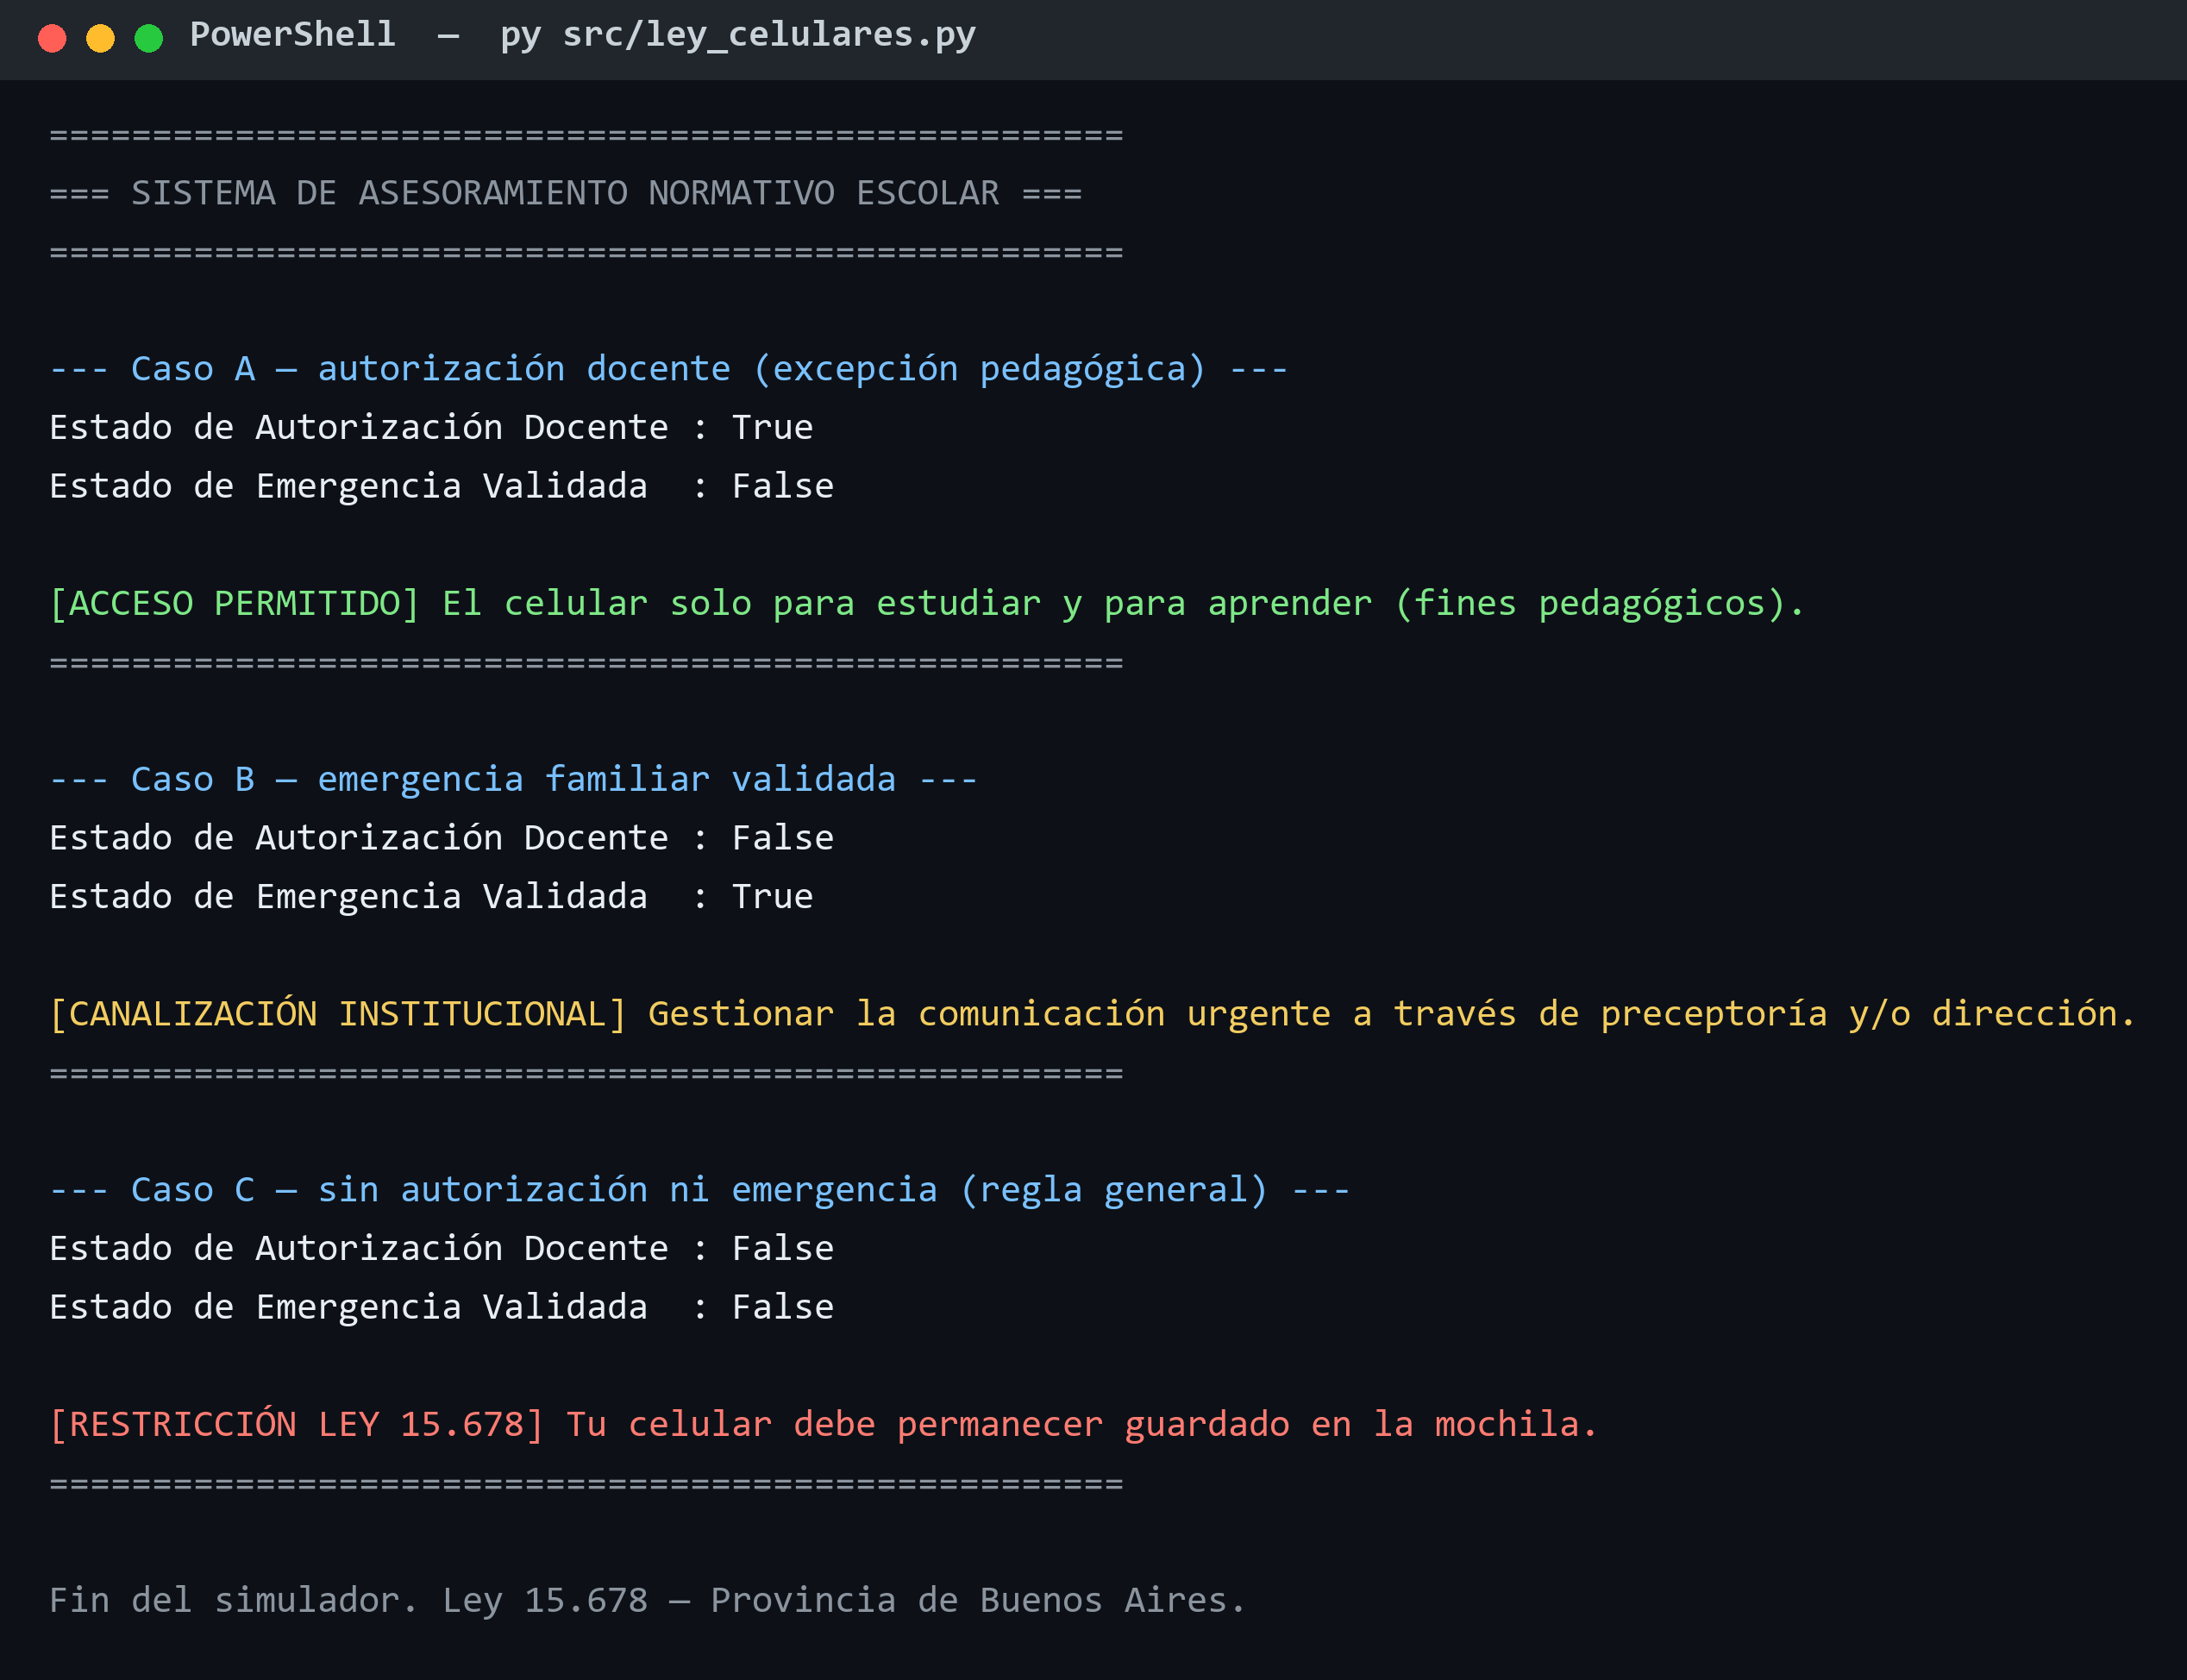 PowerShell — py src/ley_celulares.py
====================================================
=== SISTEMA DE ASESORAMIENTO NORMATIVO ESCOLAR ===
====================================================
--- Caso A — autorización docente (excepción pedagógica) ---
Estado de Autorización Docente : True
Estado de Emergencia Validada  : False
[ACCESO PERMITIDO] El celular solo para estudiar y para aprender (fines pedagógicos).
====================================================
--- Caso B — emergencia familiar validada ---
Estado de Autorización Docente : False
Estado de Emergencia Validada  : True
[CANALIZACIÓN INSTITUCIONAL] Gestionar la comunicación urgente a través de preceptoría y/o dirección.
====================================================
--- Caso C — sin autorización ni emergencia (regla general) ---
Estado de Autorización Docente : False
Estado de Emergencia Validada  : False
[RESTRICCIÓN LEY 15.678] Tu celular debe permanecer guardado en la mochila.
====================================================
Fin del simulador. Ley 15.678 — Provincia de Buenos Aires.